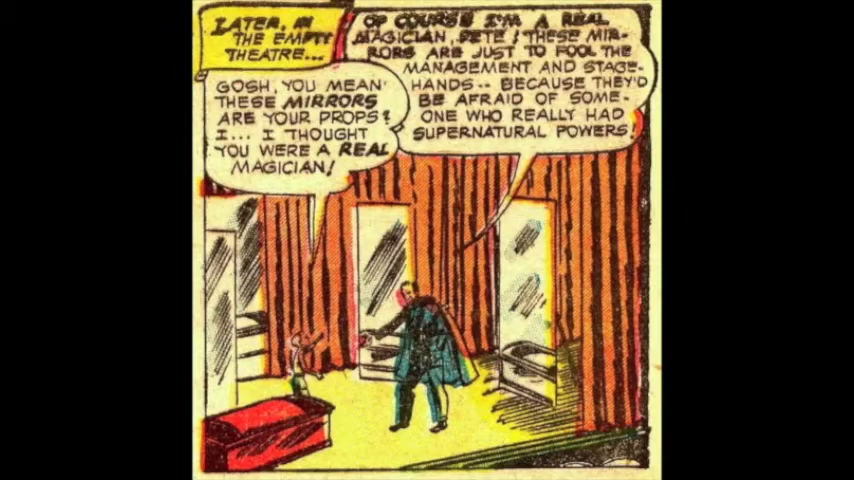 LATER, IN
THE EMPTY
THEATRE...
GOSH, YOU MEAN
THESE MIRRORS
ARE YOUR PROPS?
I... I THOUGHT
YOU WERE A REAL
MAGICIAN!
OF COURSE I'M A REAL
MAGICIAN, PETE! THESE MIR-
RORS ARE JUST TO FOOL THE
MANAGEMENT AND STAGE-
HANDS -- BECAUSE THEY'D
BE AFRAID OF SOME-
ONE WHO REALLY HAD
SUPERNATURAL POWERS!